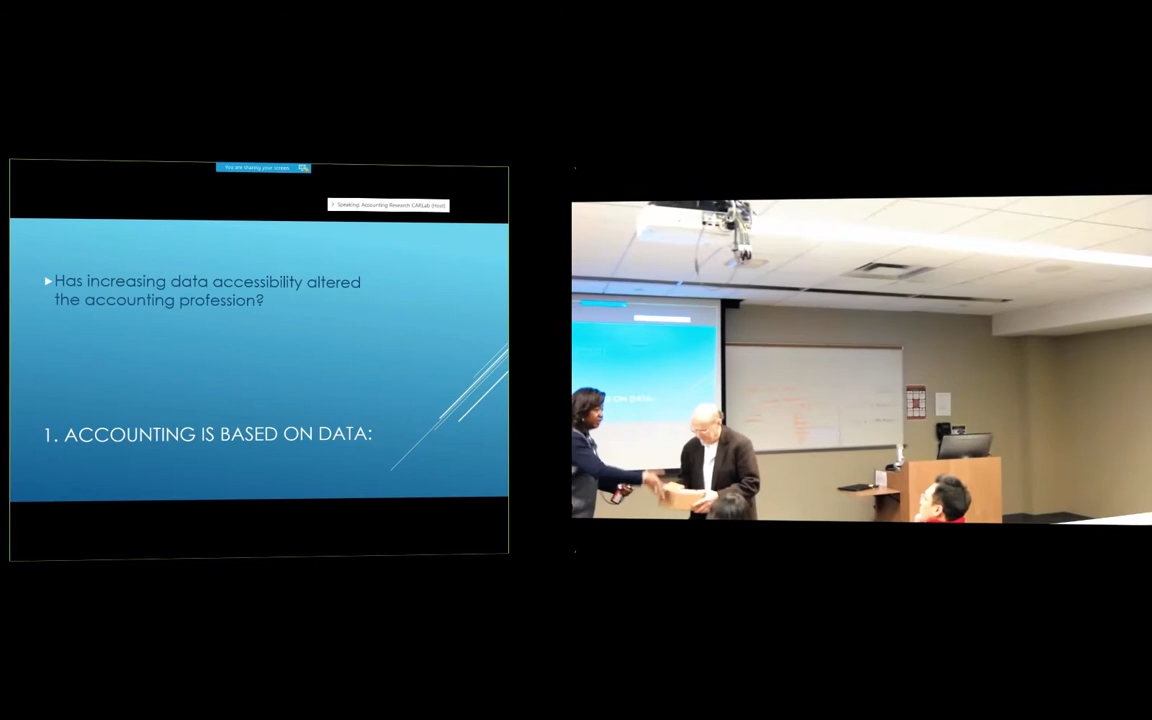 You are sharing your screen.
Speaking: Accounting Research CARLab (Host)
Has increasing data accessibility altered
the accounting profession?
1. ACCOUNTING IS BASED ON DATA: